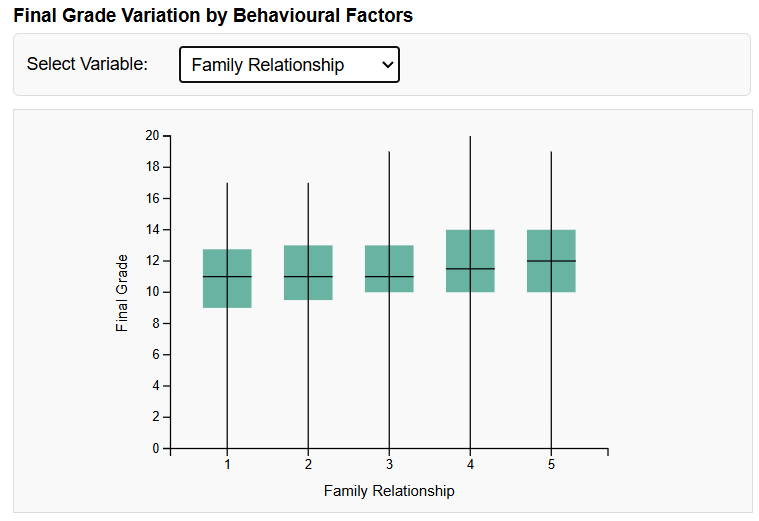 Final Grade Variation by Behavioural Factors
Select Variable: Family Relationship
20
18
16
14
12
10
8
6
4
2
0
Final Grade
1 2 3 4 5
Family Relationship